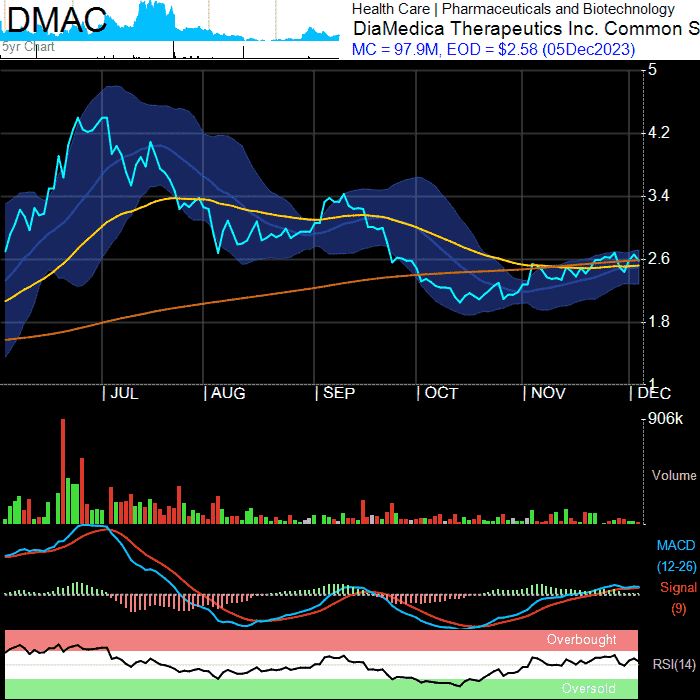 DMAC
5yr Chart
Health Care | Pharmaceuticals and Biotechnology
DiaMedica Therapeutics Inc. Common S
MC = 97.9M, EOD = $2.58 (05Dec2023)
5
4.2
3.4
2.6
1.8
1
| JUL | AUG | SEP | OCT | NOV | DEC
906k
Volume
MACD
(12-26)
Signal
(9)
Overbought
RSI(14)
Oversold